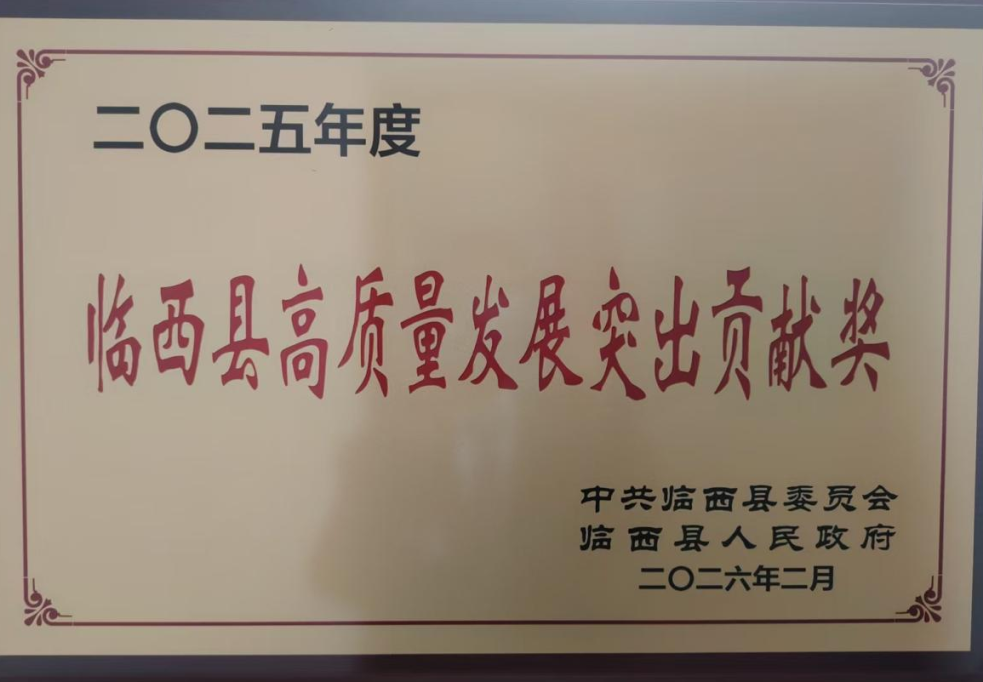 二〇二五年度
临西县高质量发展突出贡献奖
中共临西县委员会
临西县人民政府
二〇二六年二月